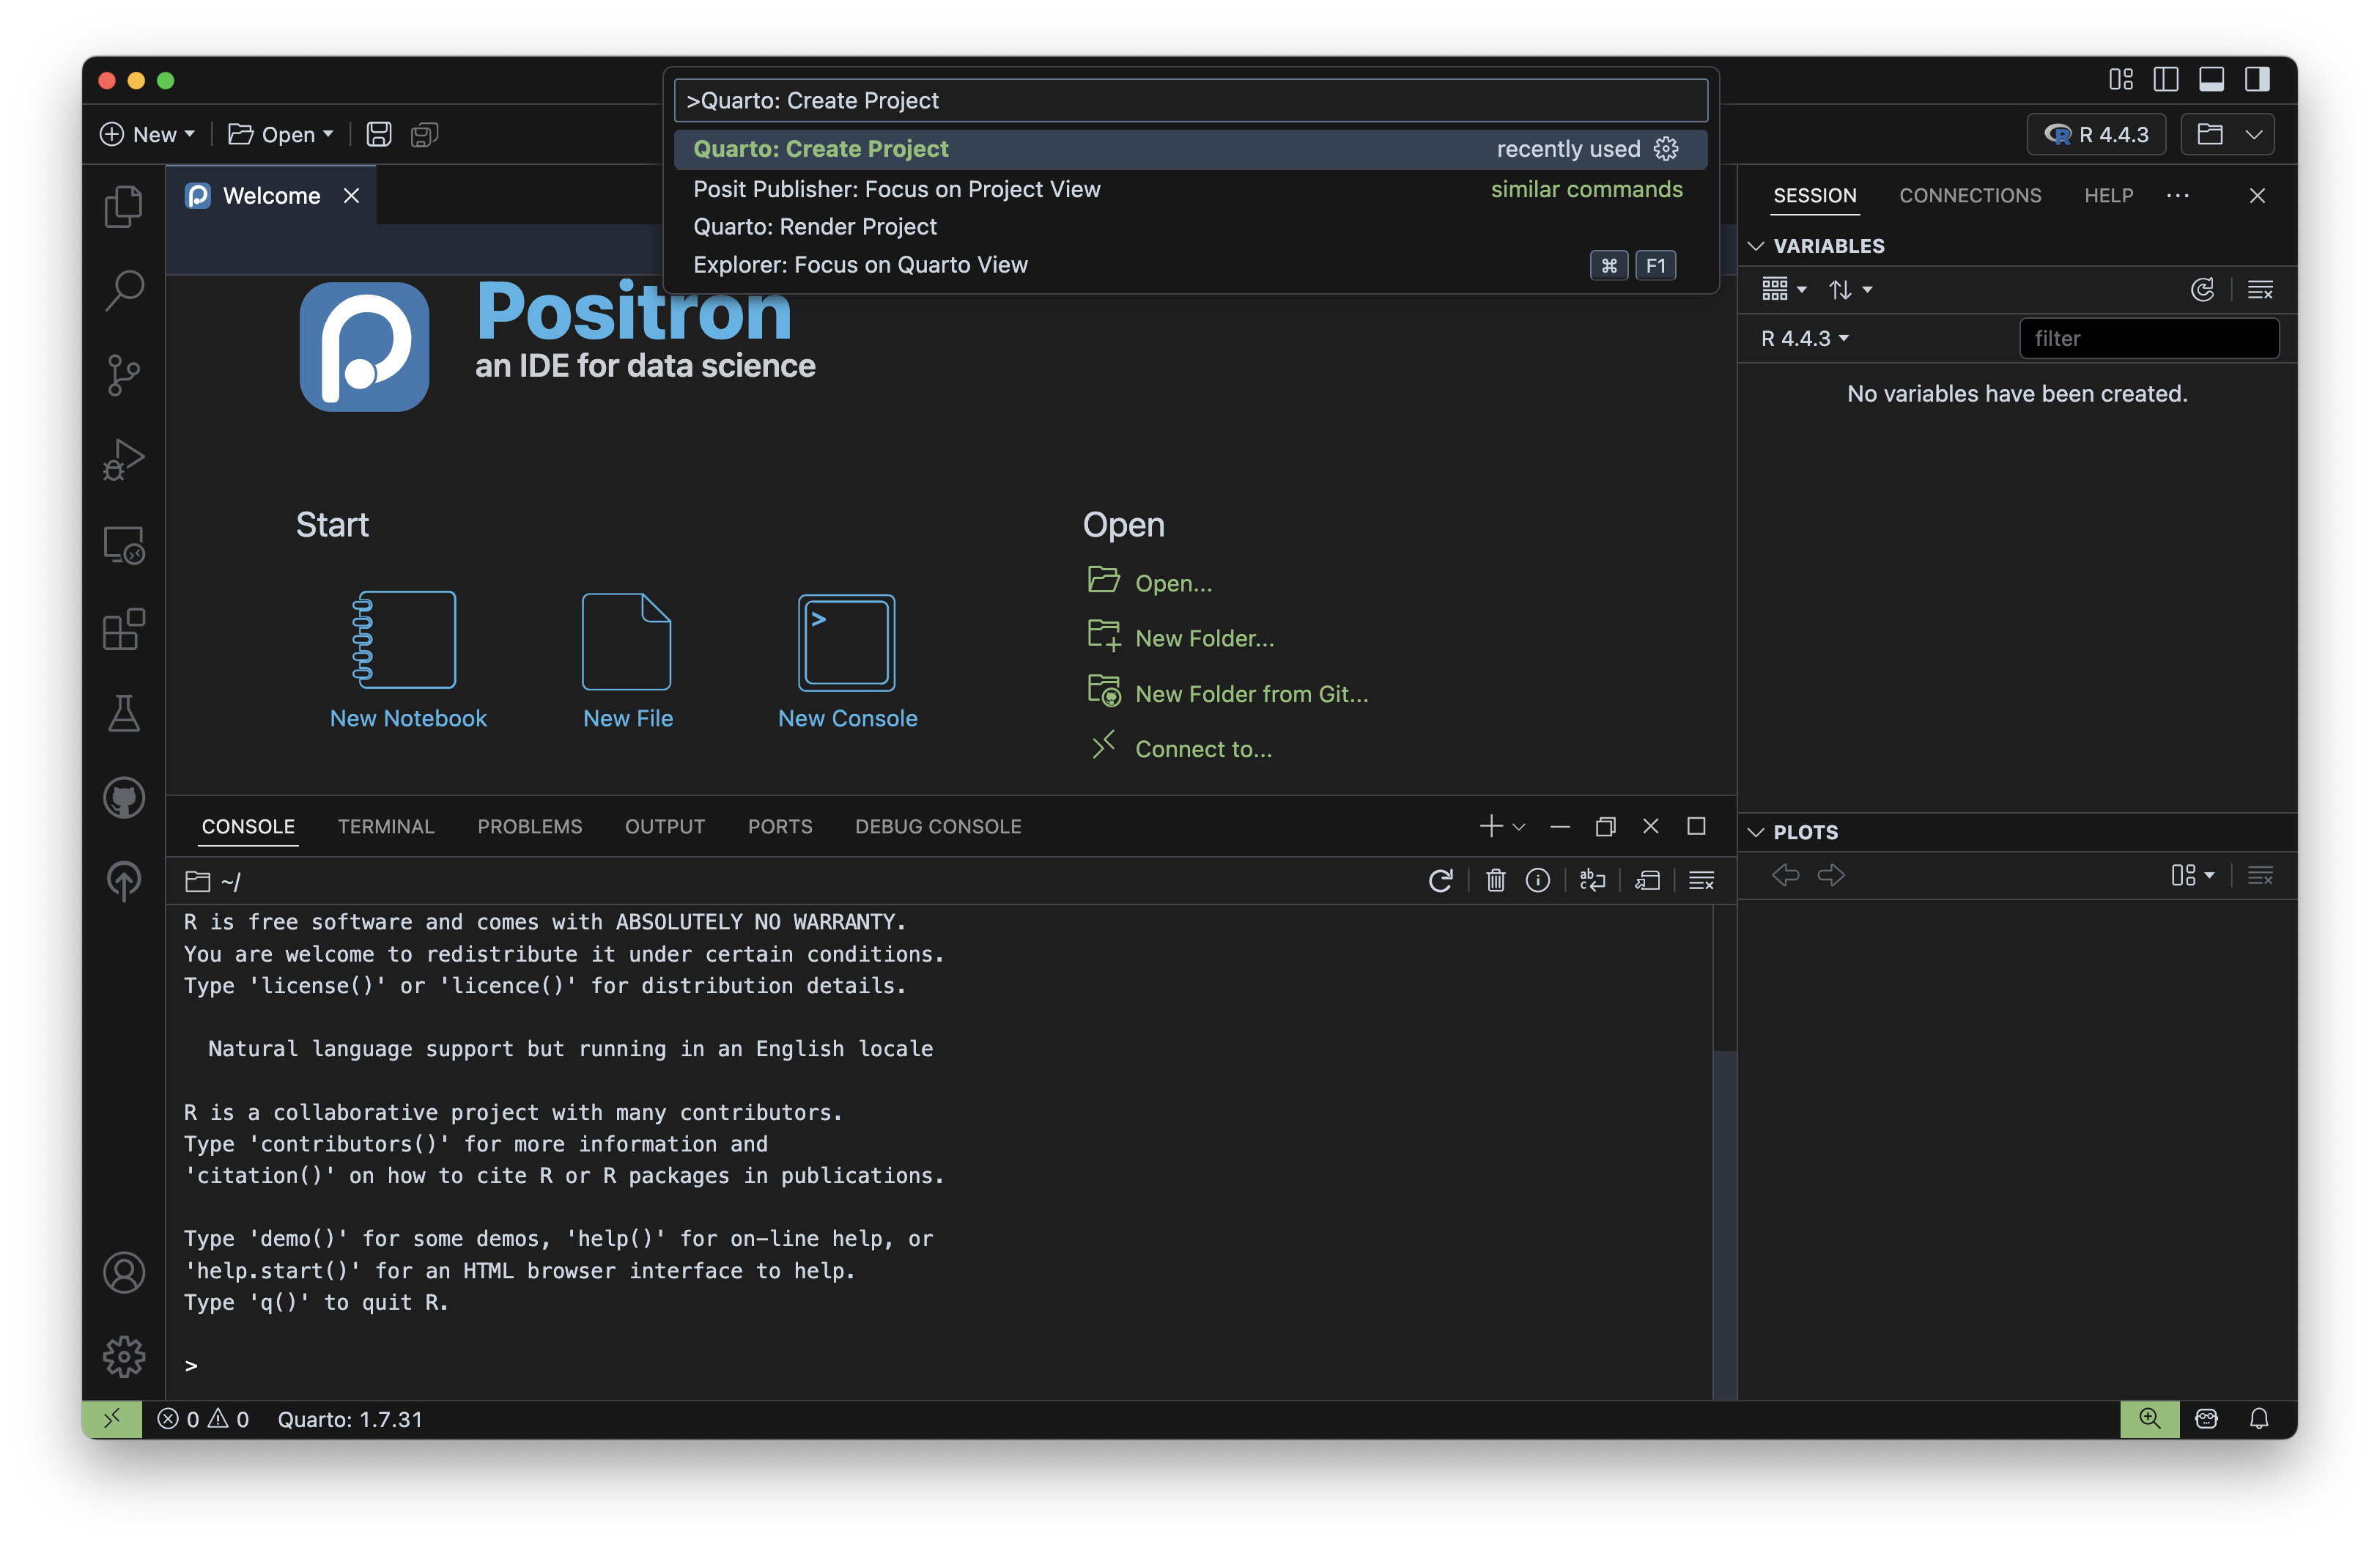 >Quarto: Create Project
Quarto: Create Project recently used
Posit Publisher: Focus on Project View similar commands
Quarto: Render Project
Explorer: Focus on Quarto View ⌘ F1
New Open R 4.4.3
Welcome
Positron
an IDE for data science
Start
New Notebook New File New Console
Open
Open...
New Folder...
New Folder from Git...
Connect to...
SESSION CONNECTIONS HELP
VARIABLES
R 4.4.3 filter
No variables have been created.
PLOTS
CONSOLE TERMINAL PROBLEMS OUTPUT PORTS DEBUG CONSOLE
~/
R is free software and comes with ABSOLUTELY NO WARRANTY.
You are welcome to redistribute it under certain conditions.
Type 'license()' or 'licence()' for distribution details.
Natural language support but running in an English locale
R is a collaborative project with many contributors.
Type 'contributors()' for more information and
'citation()' on how to cite R or R packages in publications.
Type 'demo()' for some demos, 'help()' for on-line help, or
'help.start()' for an HTML browser interface to help.
Type 'q()' to quit R.
>
0 0 Quarto: 1.7.31